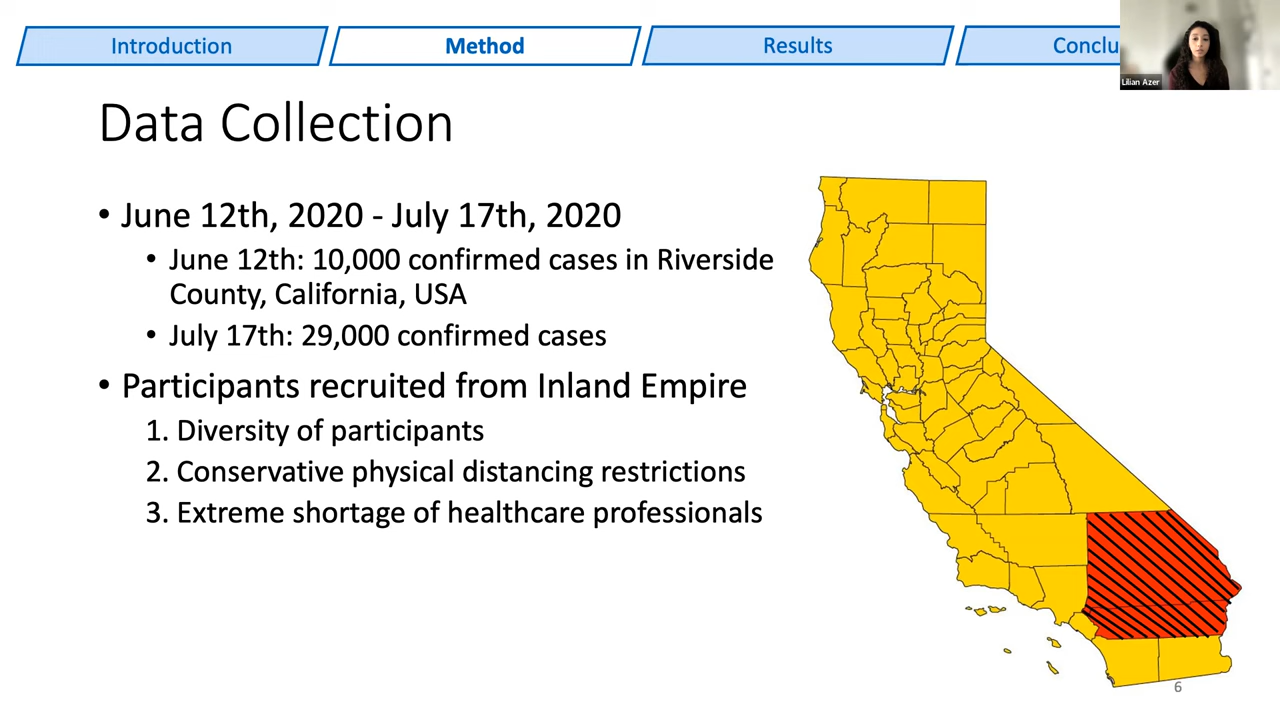 Introduction
Method
Results
Conclu
Lilian Azer
Data Collection
• June 12th, 2020 - July 17th, 2020
• June 12th: 10,000 confirmed cases in Riverside
County, California, USA
• July 17th: 29,000 confirmed cases
• Participants recruited from Inland Empire
1. Diversity of participants
2. Conservative physical distancing restrictions
3. Extreme shortage of healthcare professionals
6